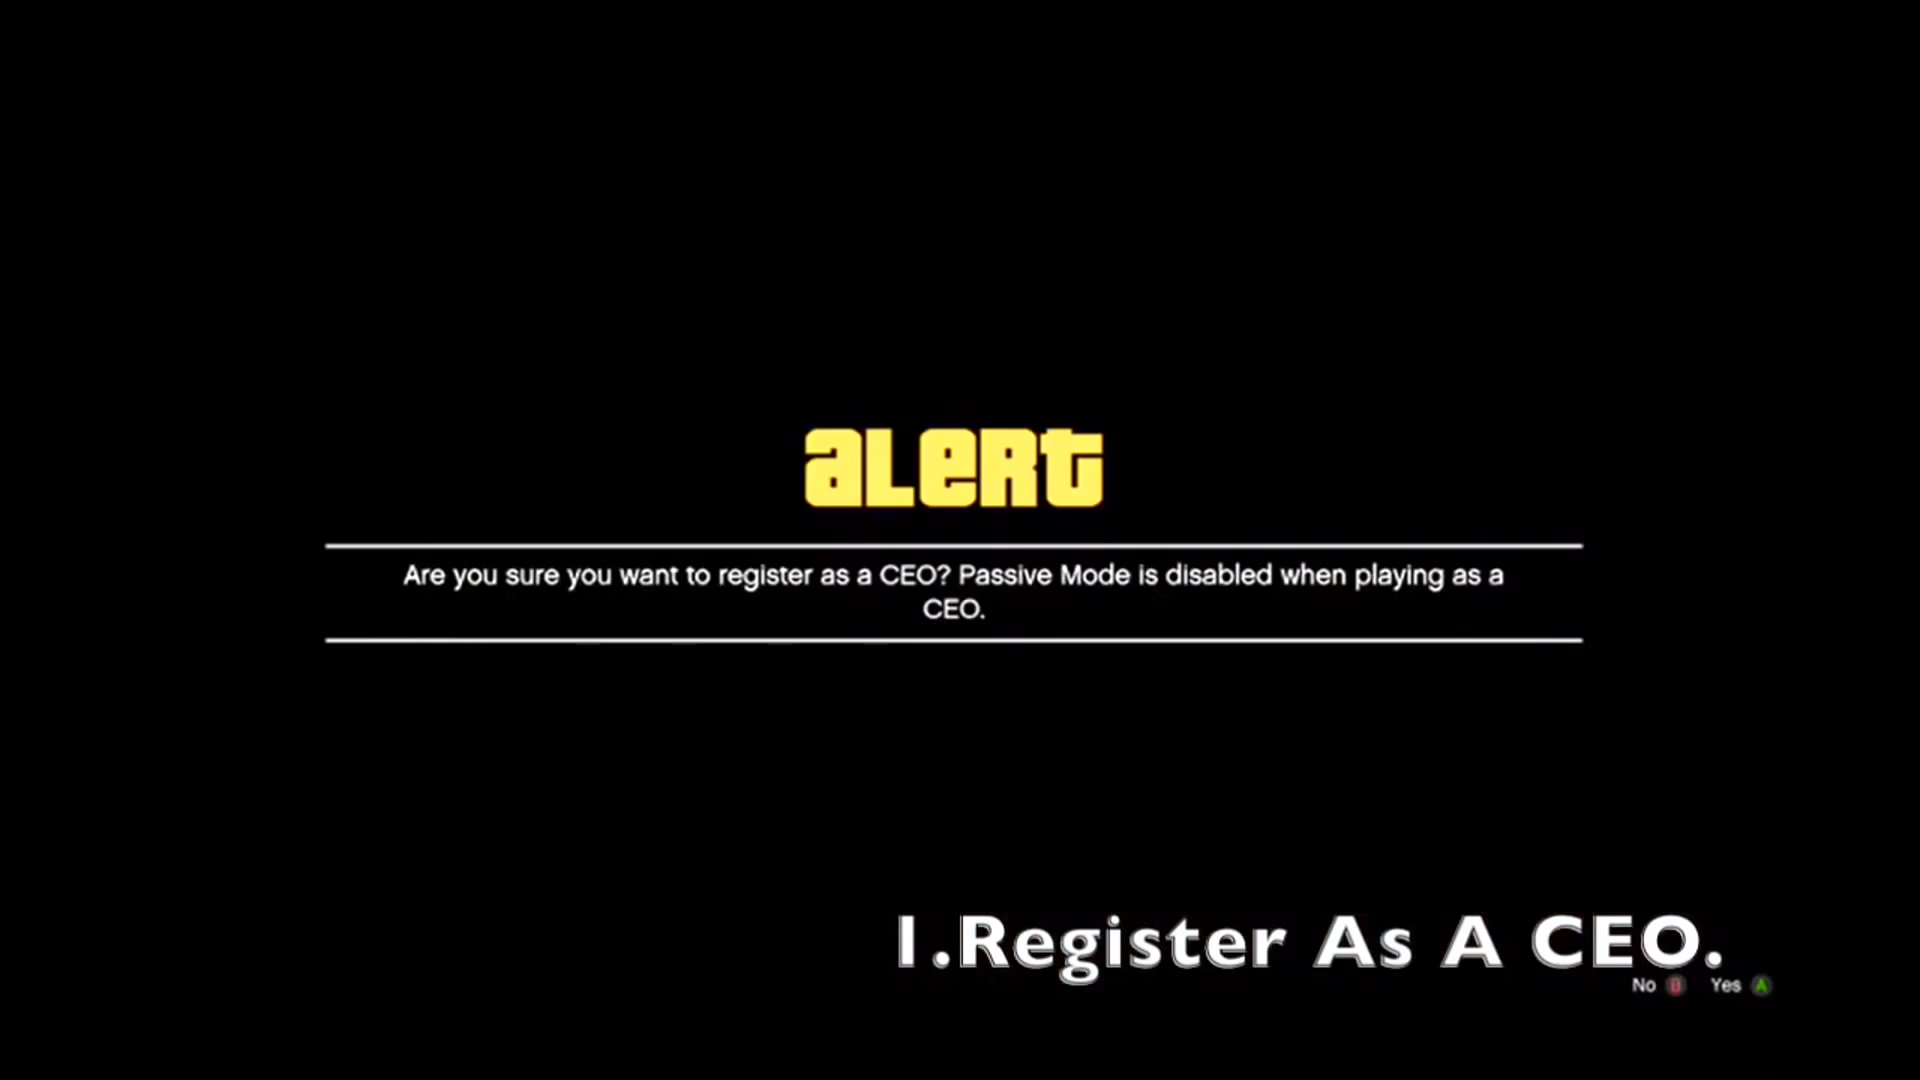 aLeRt
Are you sure you want to register as a CEO? Passive Mode is disabled when playing as a
CEO.
1.Register As A CEO.
No B Yes A